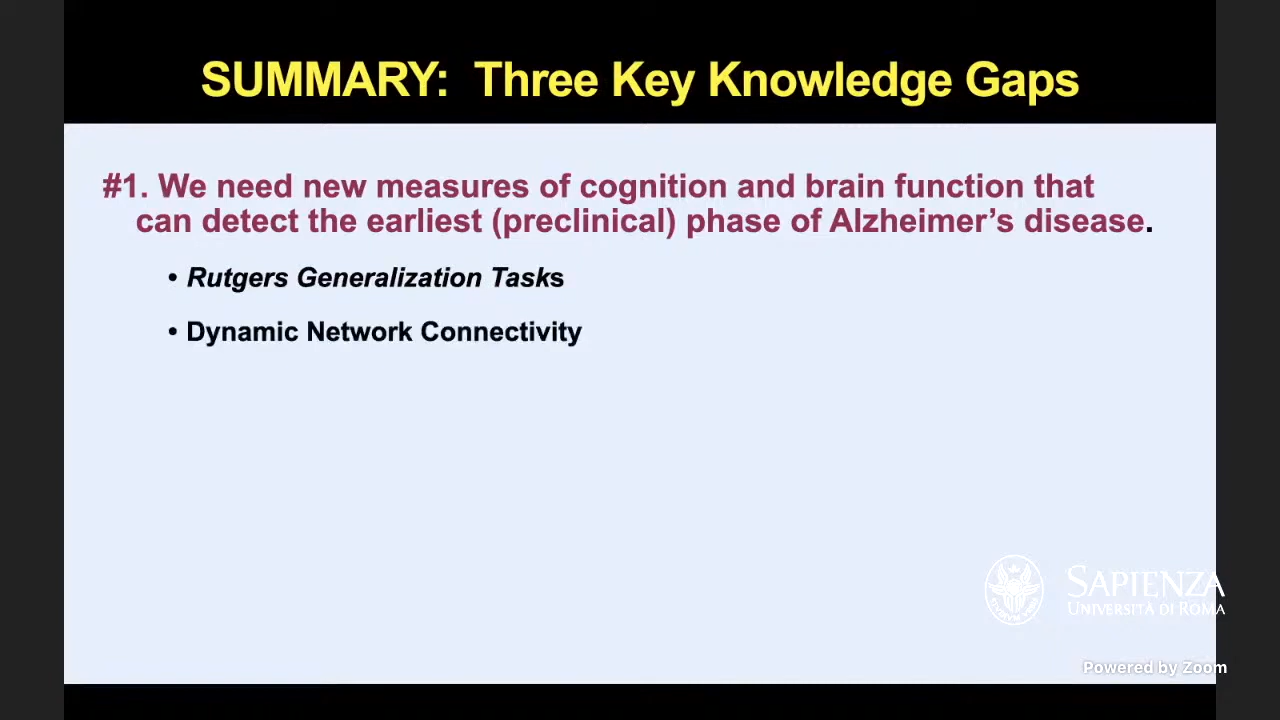 SUMMARY: Three Key Knowledge Gaps
#1. We need new measures of cognition and brain function that
can detect the earliest (preclinical) phase of Alzheimer’s disease.
• Rutgers Generalization Tasks
• Dynamic Network Connectivity
SAPIENZA
UNIVERSITÀ DI ROMA
Powered by Zoom